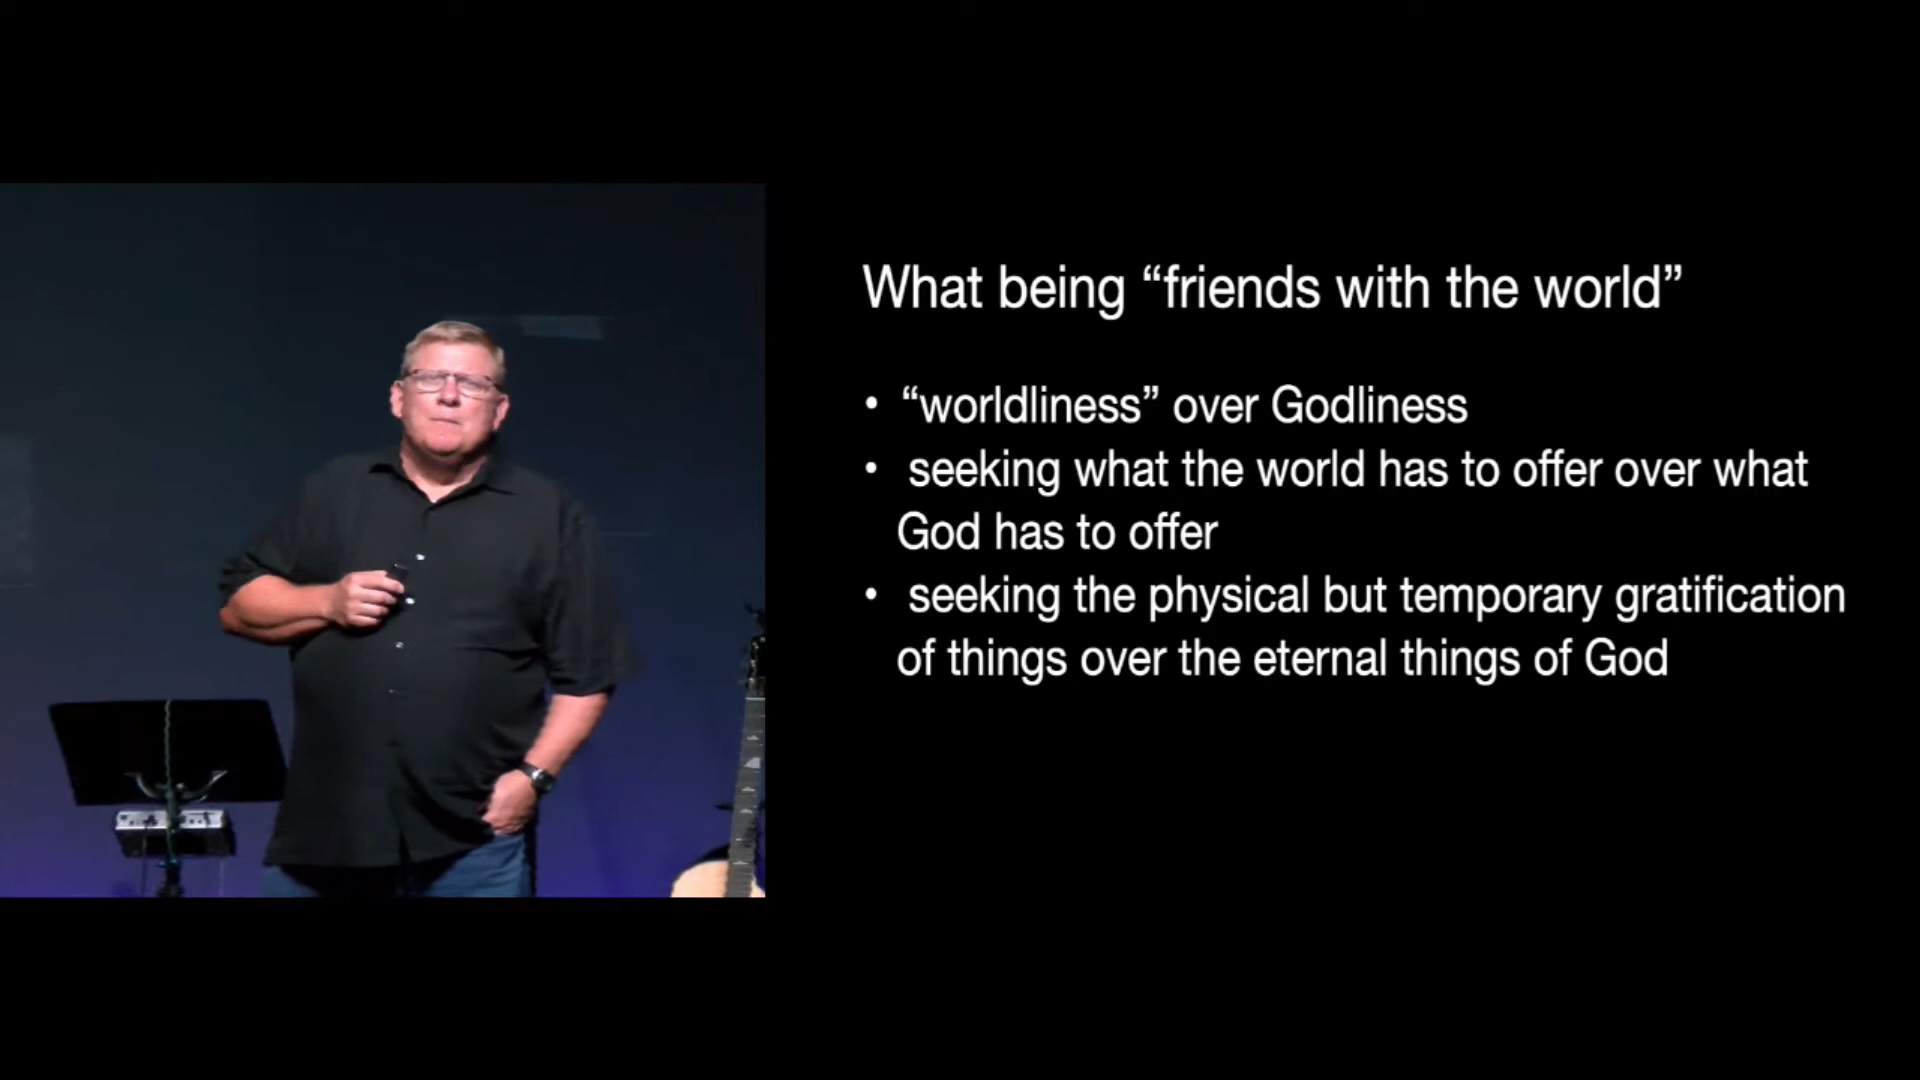 What being “friends with the world”
• “worldliness” over Godliness
• seeking what the world has to offer over what
God has to offer
• seeking the physical but temporary gratification
of things over the eternal things of God